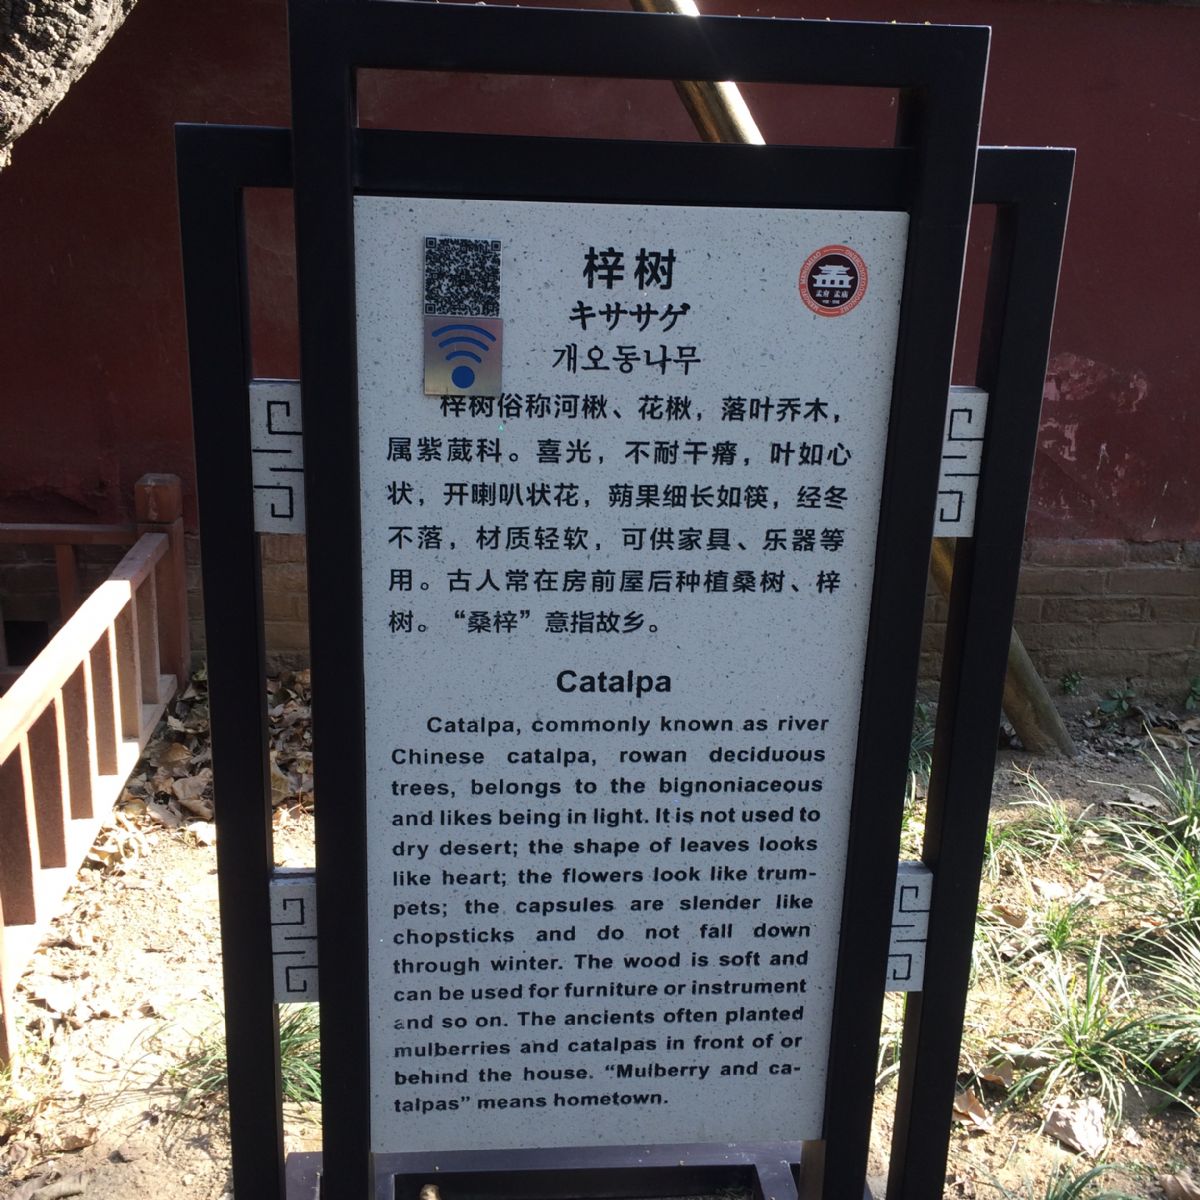 梓树
キササゲ
개오동나무
孟府 孟庙
梓树俗称河楸、花楸，落叶乔木，
属紫葳科。喜光，不耐干瘠，叶如心
状，开喇叭状花，蒴果细长如筷，经冬
不落，材质轻软，可供家具、乐器等
用。古人常在房前屋后种植桑树、梓
树。“桑梓”意指故乡。
Catalpa
Catalpa, commonly known as river
Chinese catalpa, rowan deciduous
trees, belongs to the bignoniaceous
and likes being in light. It is not used to
dry desert; the shape of leaves looks
like heart; the flowers look like trum-
pets; the capsules are slender like
chopsticks and do not fall down
through winter. The wood is soft and
can be used for furniture or instrument
and so on. The ancients often planted
mulberries and catalpas in front of or
behind the house. “Mulberry and ca-
talpas” means hometown.